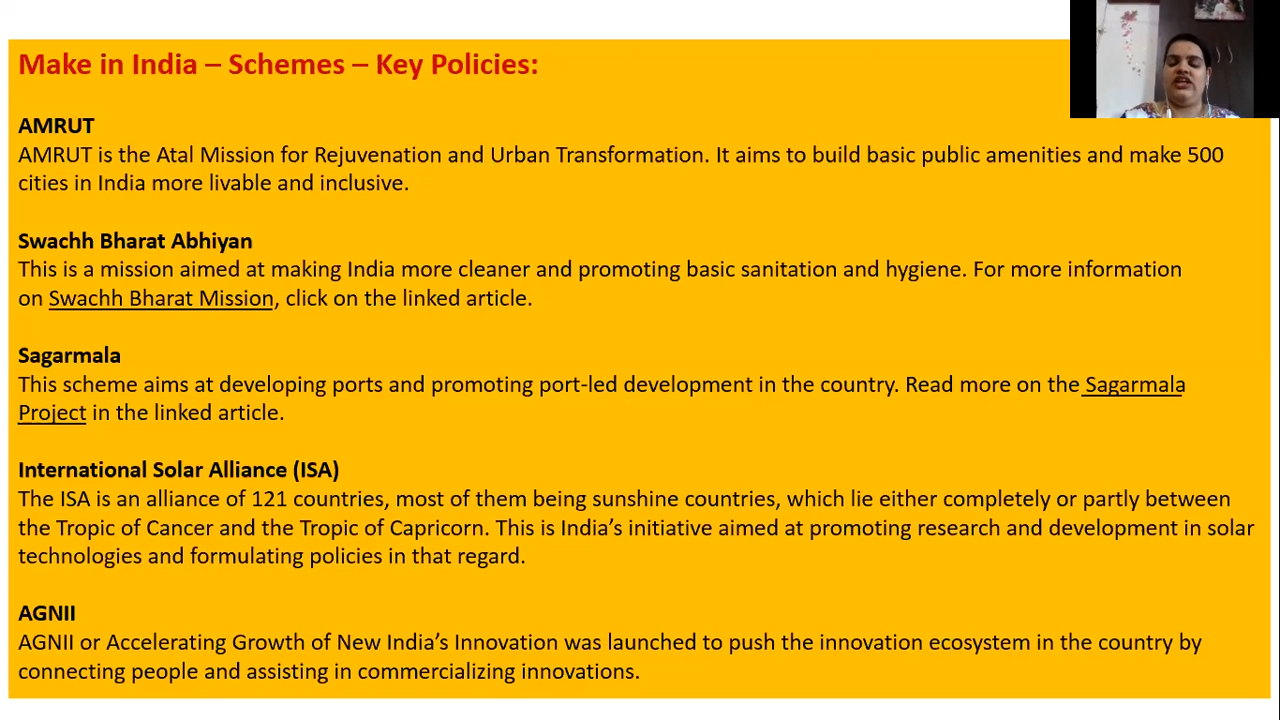 Make in India – Schemes – Key Policies:
AMRUT
AMRUT is the Atal Mission for Rejuvenation and Urban Transformation. It aims to build basic public amenities and make 500
cities in India more livable and inclusive.
Swachh Bharat Abhiyan
This is a mission aimed at making India more cleaner and promoting basic sanitation and hygiene. For more information
on Swachh Bharat Mission, click on the linked article.
Sagarmala
This scheme aims at developing ports and promoting port-led development in the country. Read more on the Sagarmala
Project in the linked article.
International Solar Alliance (ISA)
The ISA is an alliance of 121 countries, most of them being sunshine countries, which lie either completely or partly between
the Tropic of Cancer and the Tropic of Capricorn. This is India’s initiative aimed at promoting research and development in solar
technologies and formulating policies in that regard.
AGNII
AGNII or Accelerating Growth of New India’s Innovation was launched to push the innovation ecosystem in the country by
connecting people and assisting in commercializing innovations.